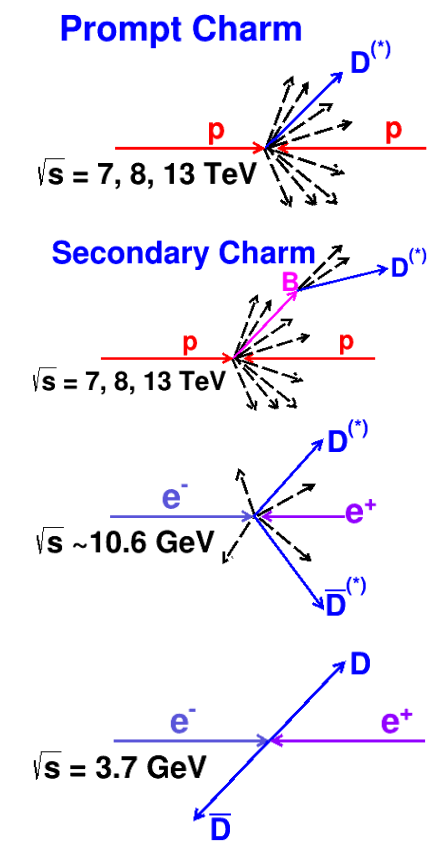 Prompt Charm
D(*)
p p
√s = 7, 8, 13 TeV
Secondary Charm
B D(*)
p p
√s = 7, 8, 13 TeV
D(*)
e- e+
√s ~10.6 GeV
D̅(*)
D
e- e+
√s = 3.7 GeV
D̅